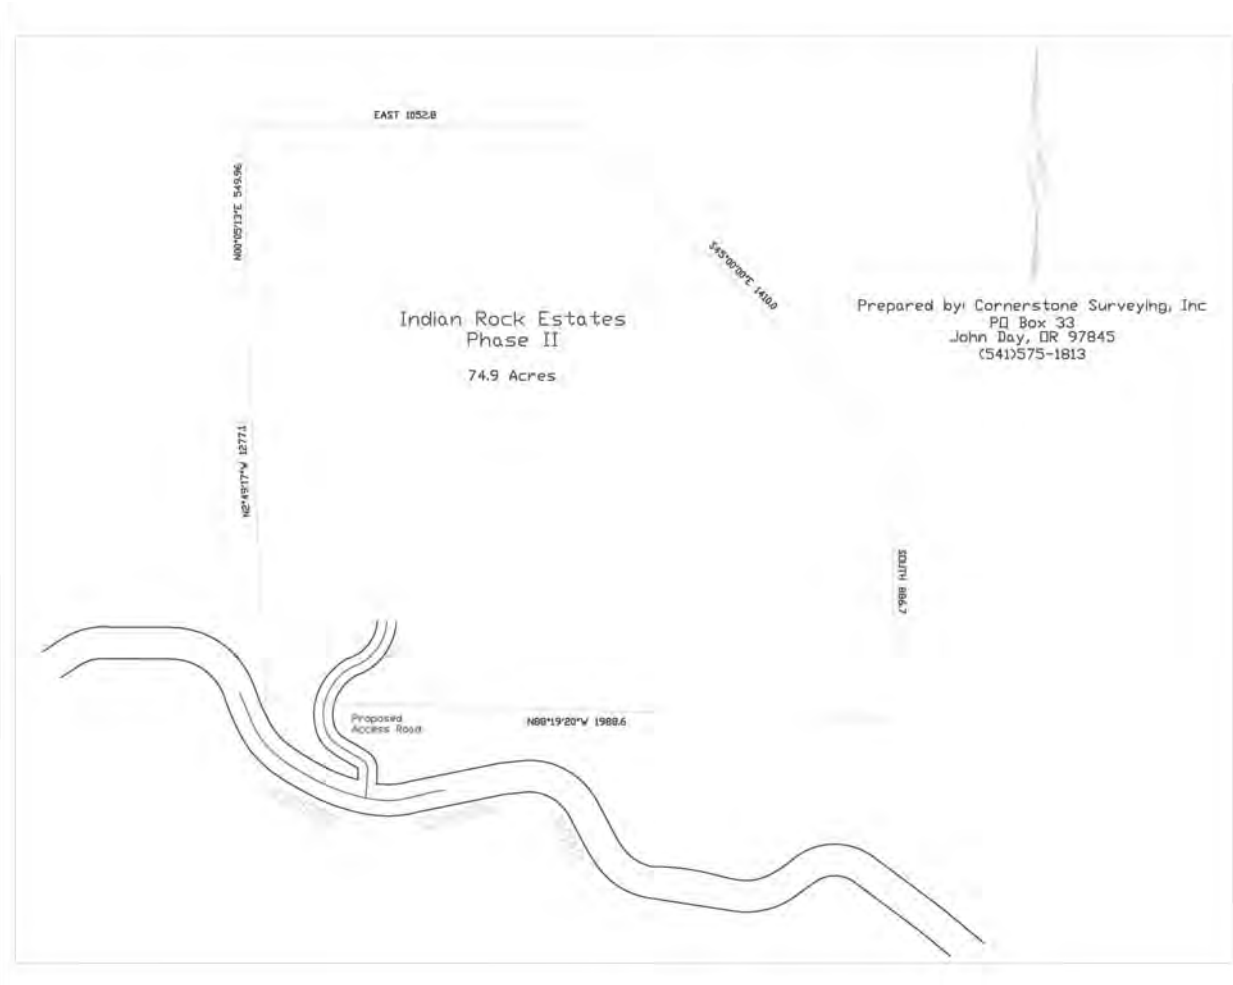 EAST 1052.8
N00°05'13"E 549.96
S45°00'00"E 1410.0
Prepared by: Cornerstone Surveying, Inc
PO Box 33
John Day, OR 97845
(541)575-1813
Indian Rock Estates
Phase II
74.9 Acres
N2°49'17"W 1277.1
SOUTH 886.7
Proposed
Access Road
N88°19'20"W 1988.6